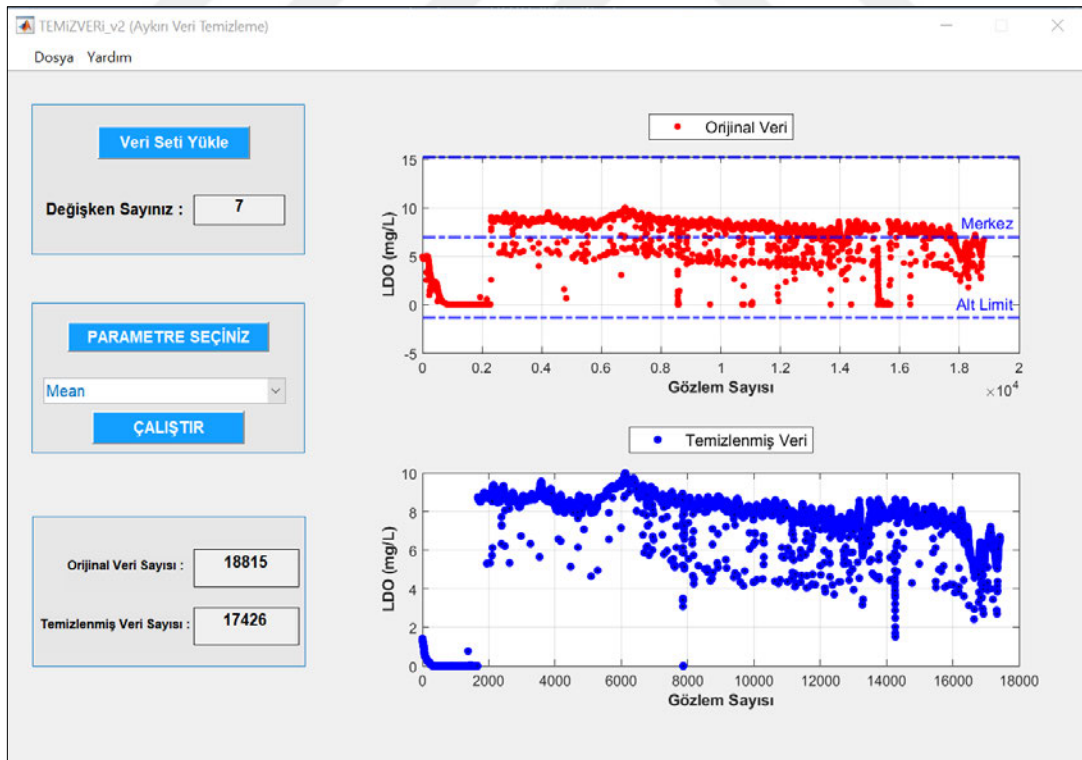 TEMiZVERi_v2 (Aykırı Veri Temizleme)
Dosya Yardım
Veri Seti Yükle
Değişken Sayınız : 7
PARAMETRE SEÇİNİZ
Mean
ÇALIŞTIR
Orijinal Veri Sayısı : 18815
Temizlenmiş Veri Sayısı : 17426
Orijinal Veri
15
10
5
0
-5
LDO (mg/L)
Merkez
Alt Limit
0 0.2 0.4 0.6 0.8 1 1.2 1.4 1.6 1.8 2
Gözlem Sayısı
×10⁴
Temizlenmiş Veri
10
8
6
4
2
0
LDO (mg/L)
0 2000 4000 6000 8000 10000 12000 14000 16000 18000
Gözlem Sayısı